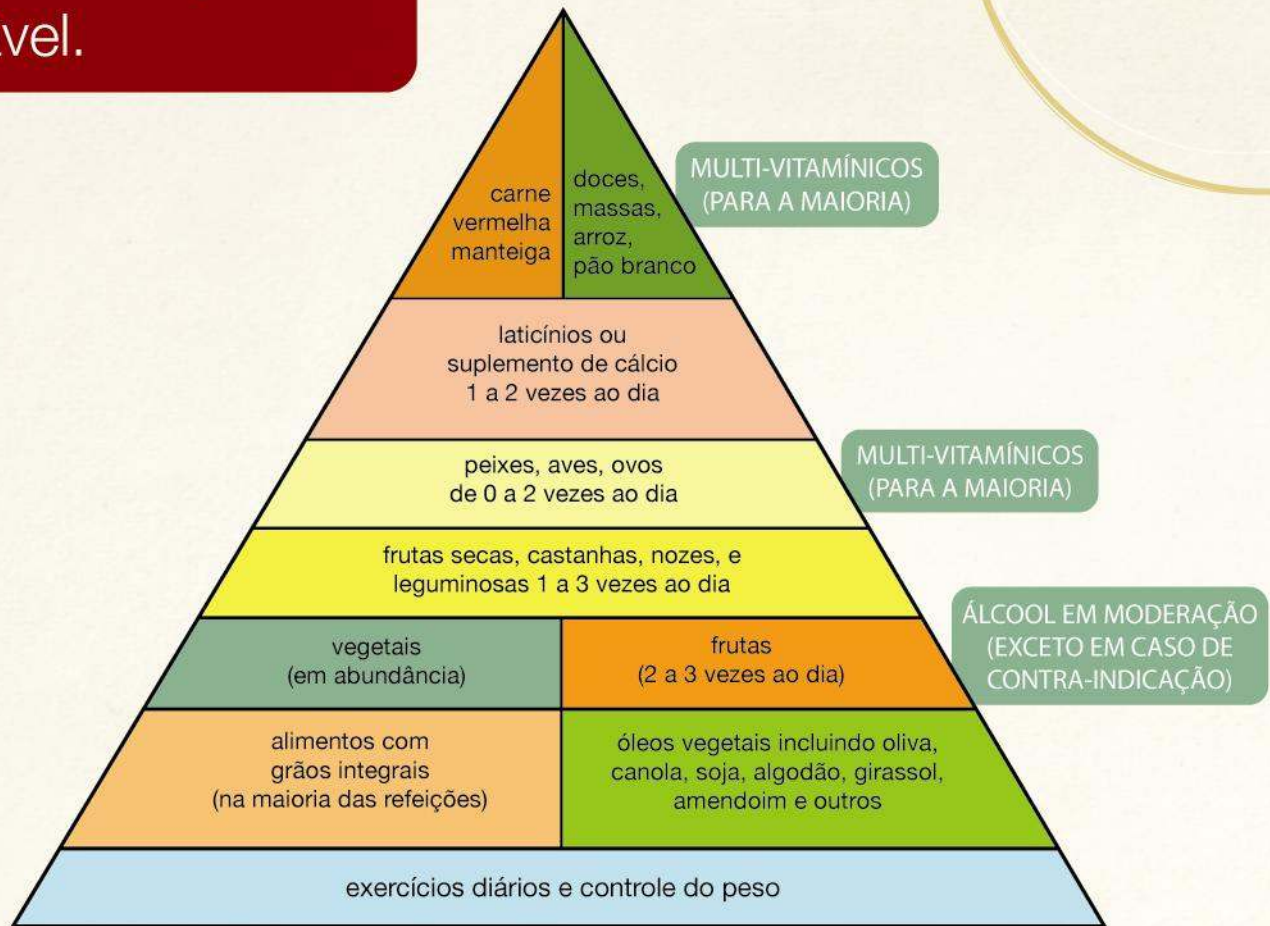 vel.
carne
vermelha
manteiga
doces,
massas,
arroz,
pão branco
MULTI-VITAMÍNICOS
(PARA A MAIORIA)
laticínios ou
suplemento de cálcio
1 a 2 vezes ao dia
peixes, aves, ovos
de 0 a 2 vezes ao dia
MULTI-VITAMÍNICOS
(PARA A MAIORIA)
frutas secas, castanhas, nozes, e
leguminosas 1 a 3 vezes ao dia
vegetais
(em abundância)
frutas
(2 a 3 vezes ao dia)
ÁLCOOL EM MODERAÇÃO
(EXCETO EM CASO DE
CONTRA-INDICAÇÃO)
alimentos com
grãos integrais
(na maioria das refeições)
óleos vegetais incluindo oliva,
canola, soja, algodão, girassol,
amendoim e outros
exercícios diários e controle do peso